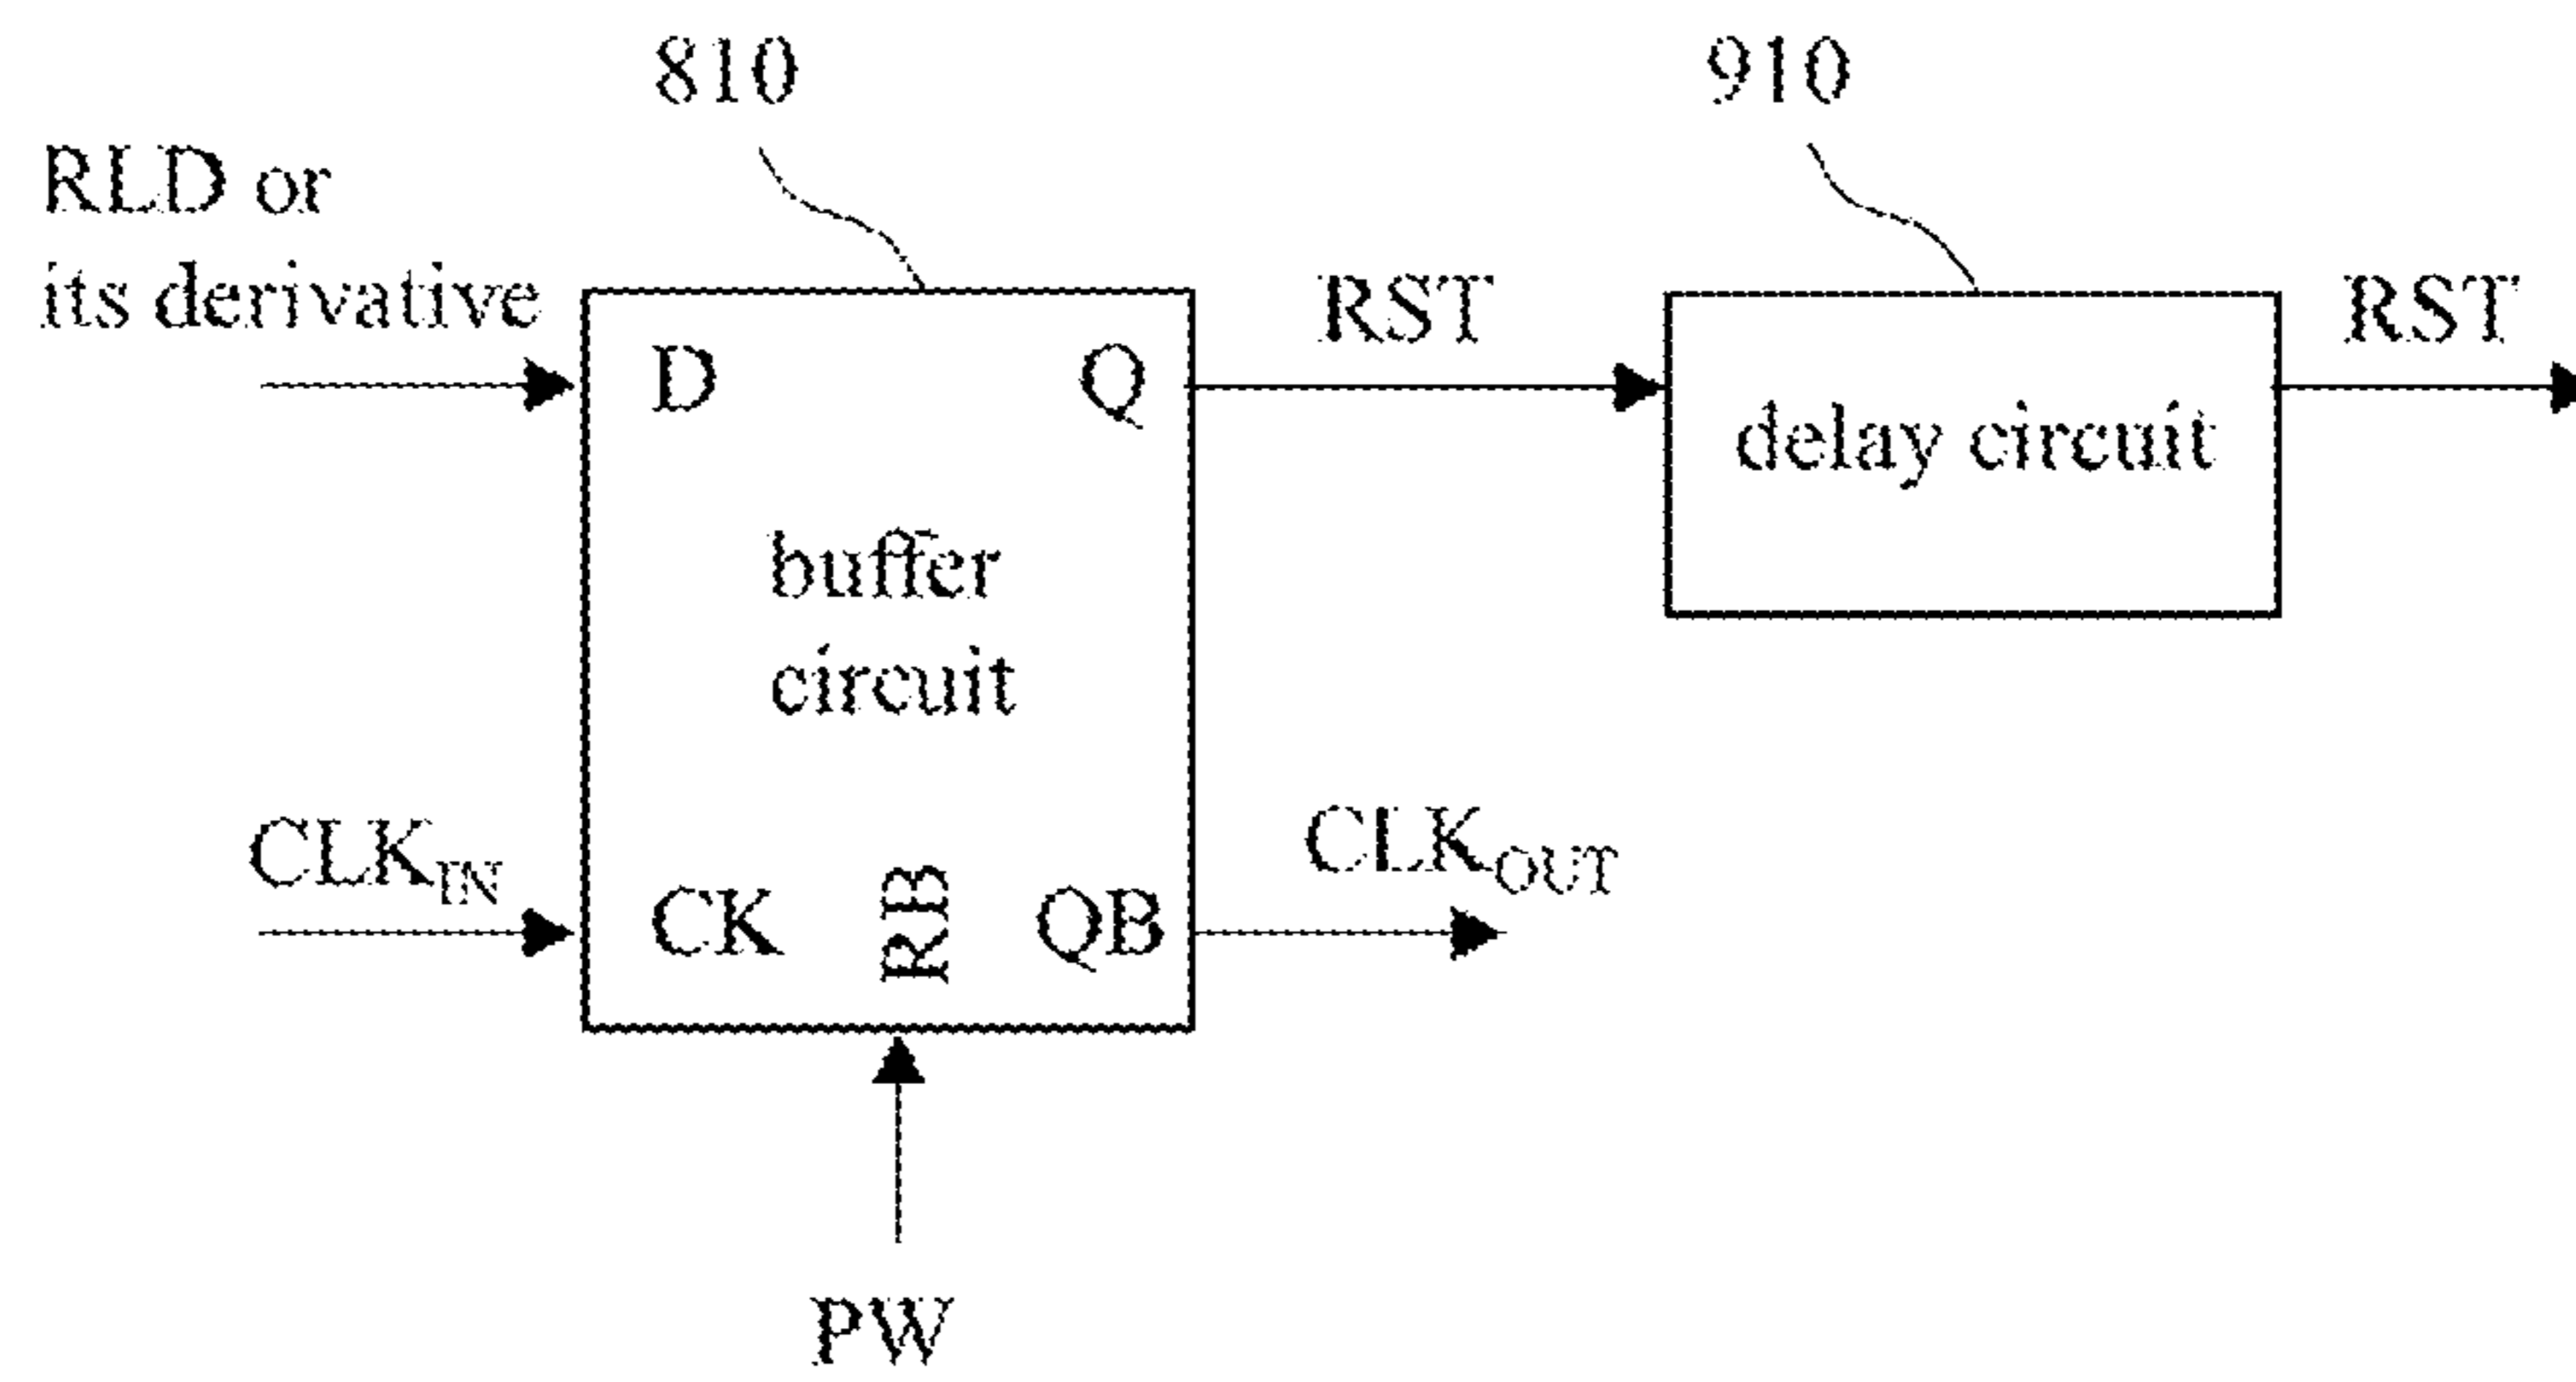 810
910
RLD or
its derivative
RST
RST
D
Q
delay circuit
buffer
circuit
CLK_IN
CLK_OUT
CK
RB
QB
PW